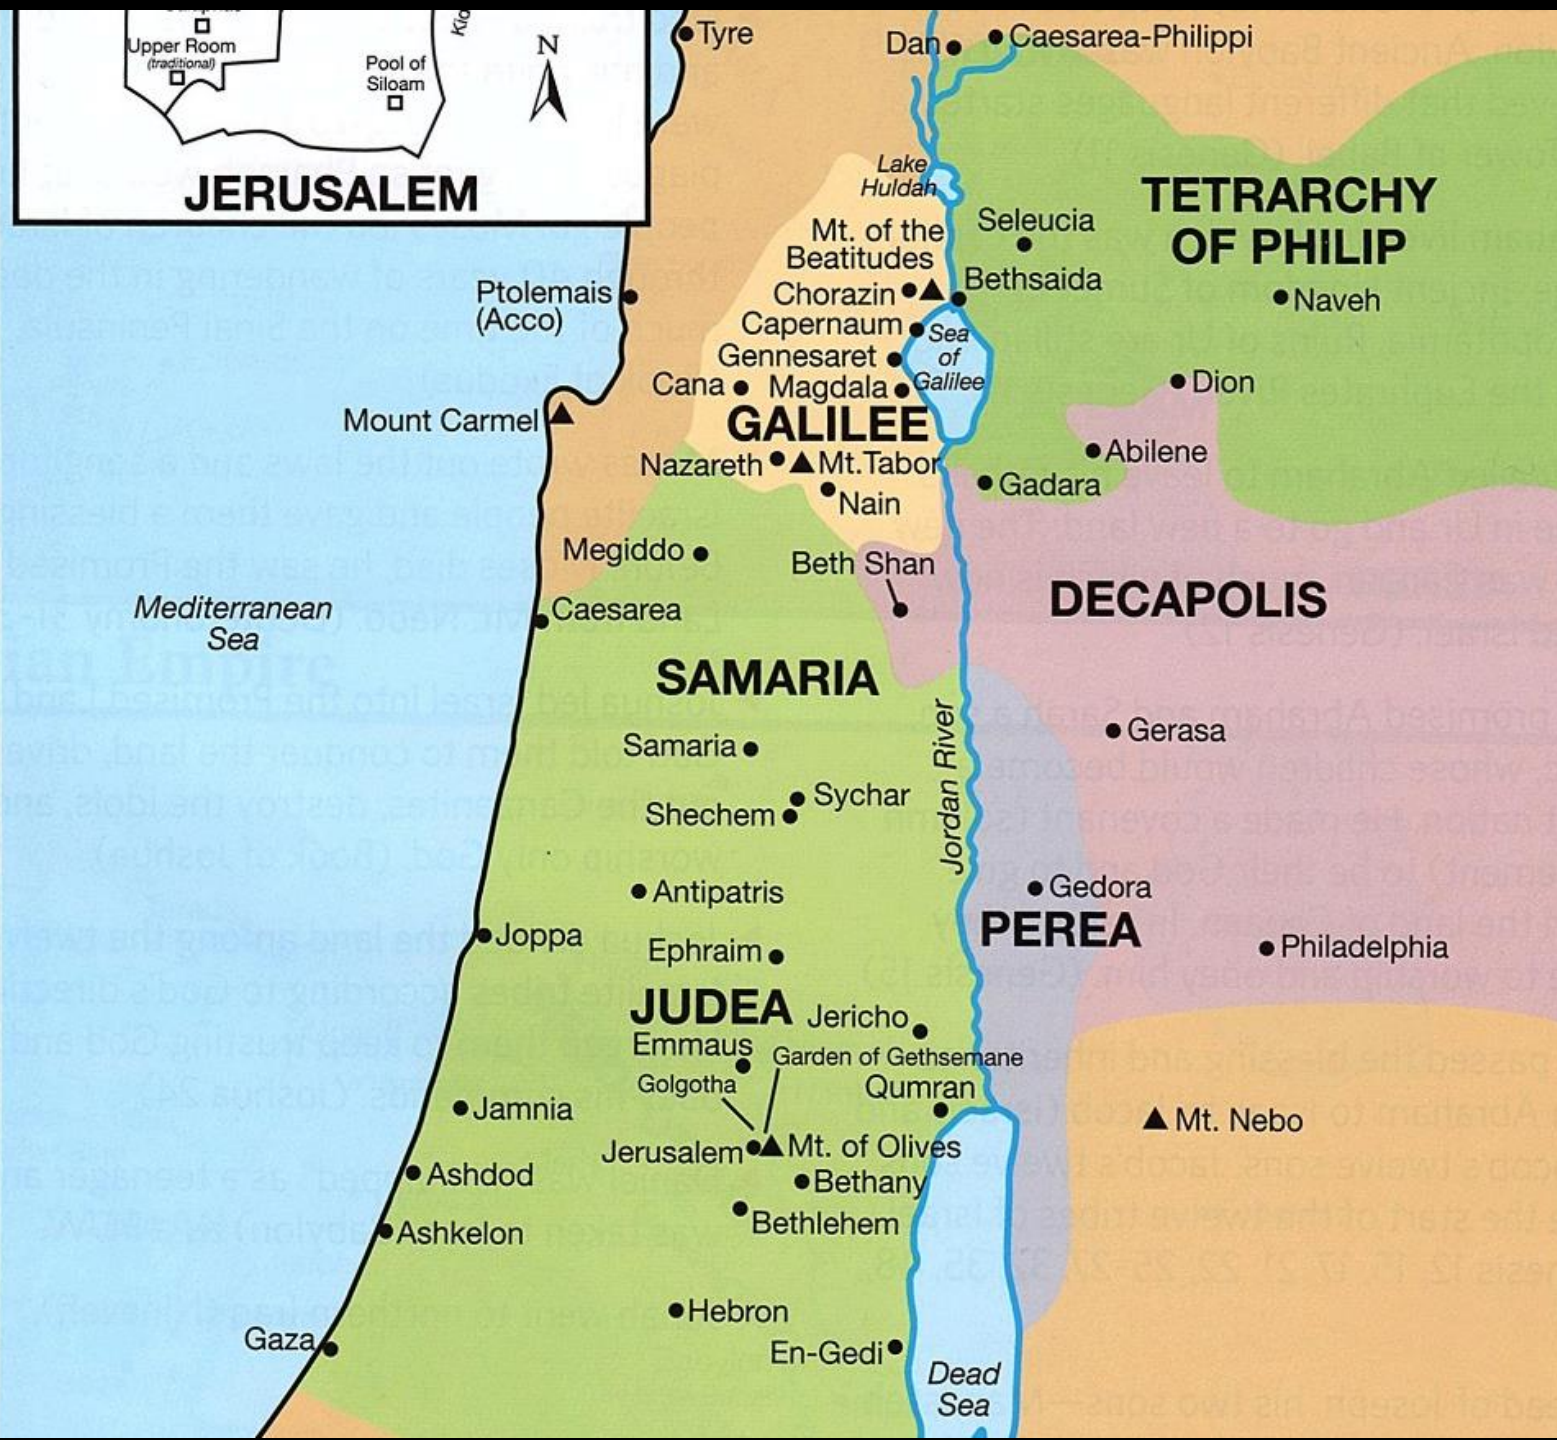 Upper Room
(traditional)
Pool of
Siloam
N
JERUSALEM
Tyre
Dan
Caesarea-Philippi
Lake
Huldah
TETRARCHY
OF PHILIP
Seleucia
Mt. of the
Beatitudes
Bethsaida
Chorazin
Naveh
Ptolemais
(Acco)
Capernaum
Sea
of
Galilee
Gennesaret
Cana
Magdala
Dion
Mount Carmel
GALILEE
Nazareth
Mt.Tabor
Abilene
Gadara
Nain
Megiddo
Beth Shan
DECAPOLIS
Mediterranean
Sea
Caesarea
SAMARIA
Jordan River
Gerasa
Samaria
Sychar
Shechem
Antipatris
Gedora
PEREA
Joppa
Ephraim
Philadelphia
JUDEA
Jericho
Emmaus
Garden of Gethsemane
Golgotha
Qumran
Jamnia
Mt. Nebo
Jerusalem
Mt. of Olives
Ashdod
Bethany
Bethlehem
Ashkelon
Hebron
Gaza
En-Gedi
Dead
Sea